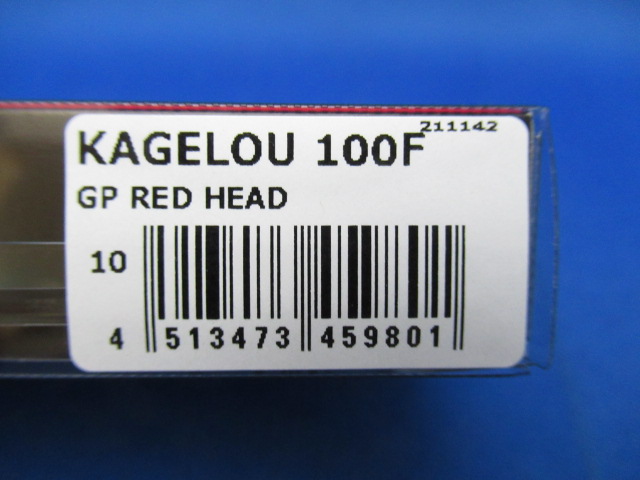 211142
KAGELOU 100F
GP RED HEAD
10
4 513473 459801